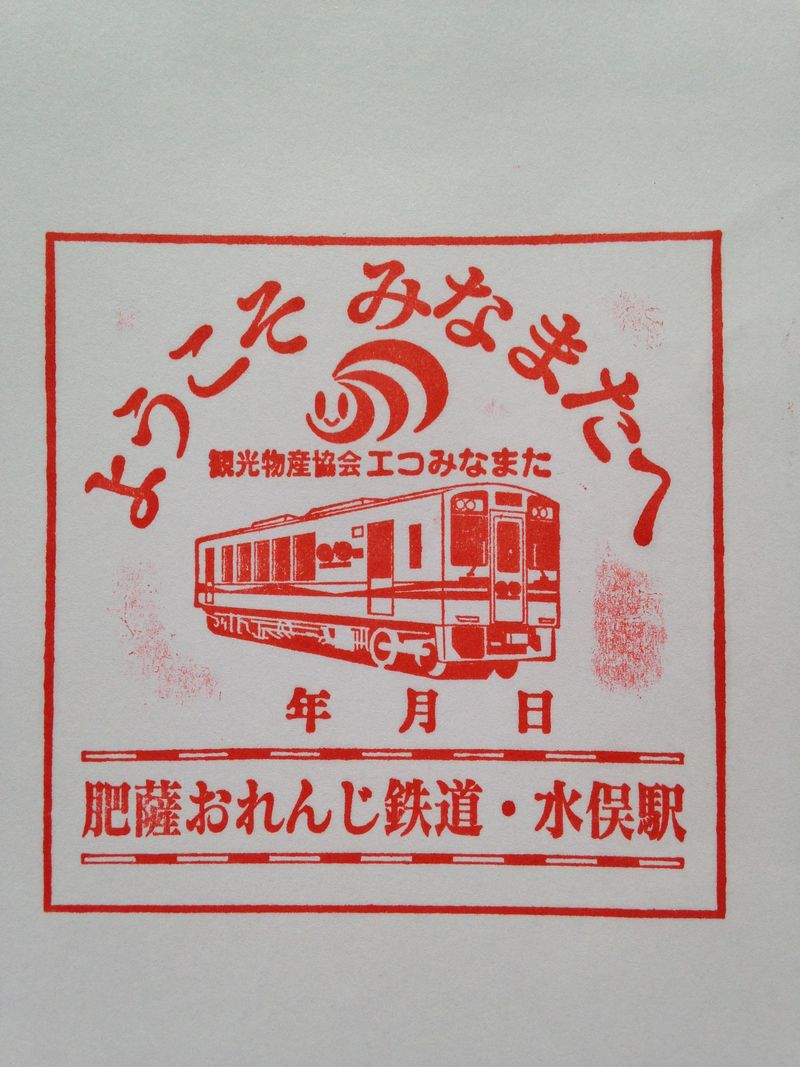 ようこそ みなまたへ
観光物産協会エコみなまた
年 月 日
肥薩おれんじ鉄道・水俣駅